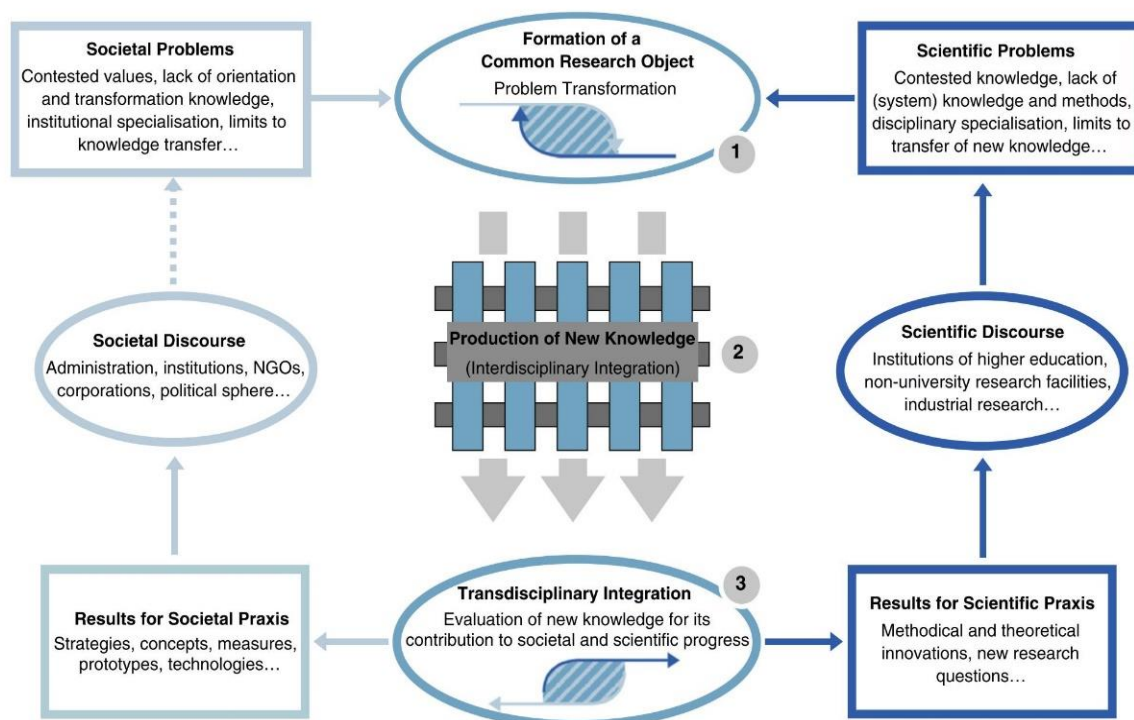 Societal Problems
Contested values, lack of orientation
and transformation knowledge,
institutional specialisation, limits to
knowledge transfer…
Formation of a
Common Research Object
Problem Transformation
1
Scientific Problems
Contested knowledge, lack of
(system) knowledge and methods,
disciplinary specialisation, limits to
transfer of new knowledge…
Societal Discourse
Administration, institutions, NGOs,
corporations, political sphere…
Production of New Knowledge
(Interdisciplinary Integration)
2
Scientific Discourse
Institutions of higher education,
non-university research facilities,
industrial research…
Results for Societal Praxis
Strategies, concepts, measures,
prototypes, technologies…
3
Transdisciplinary Integration
Evaluation of new knowledge for its
contribution to societal and scientific progress
Results for Scientific Praxis
Methodical and theoretical
innovations, new research
questions…